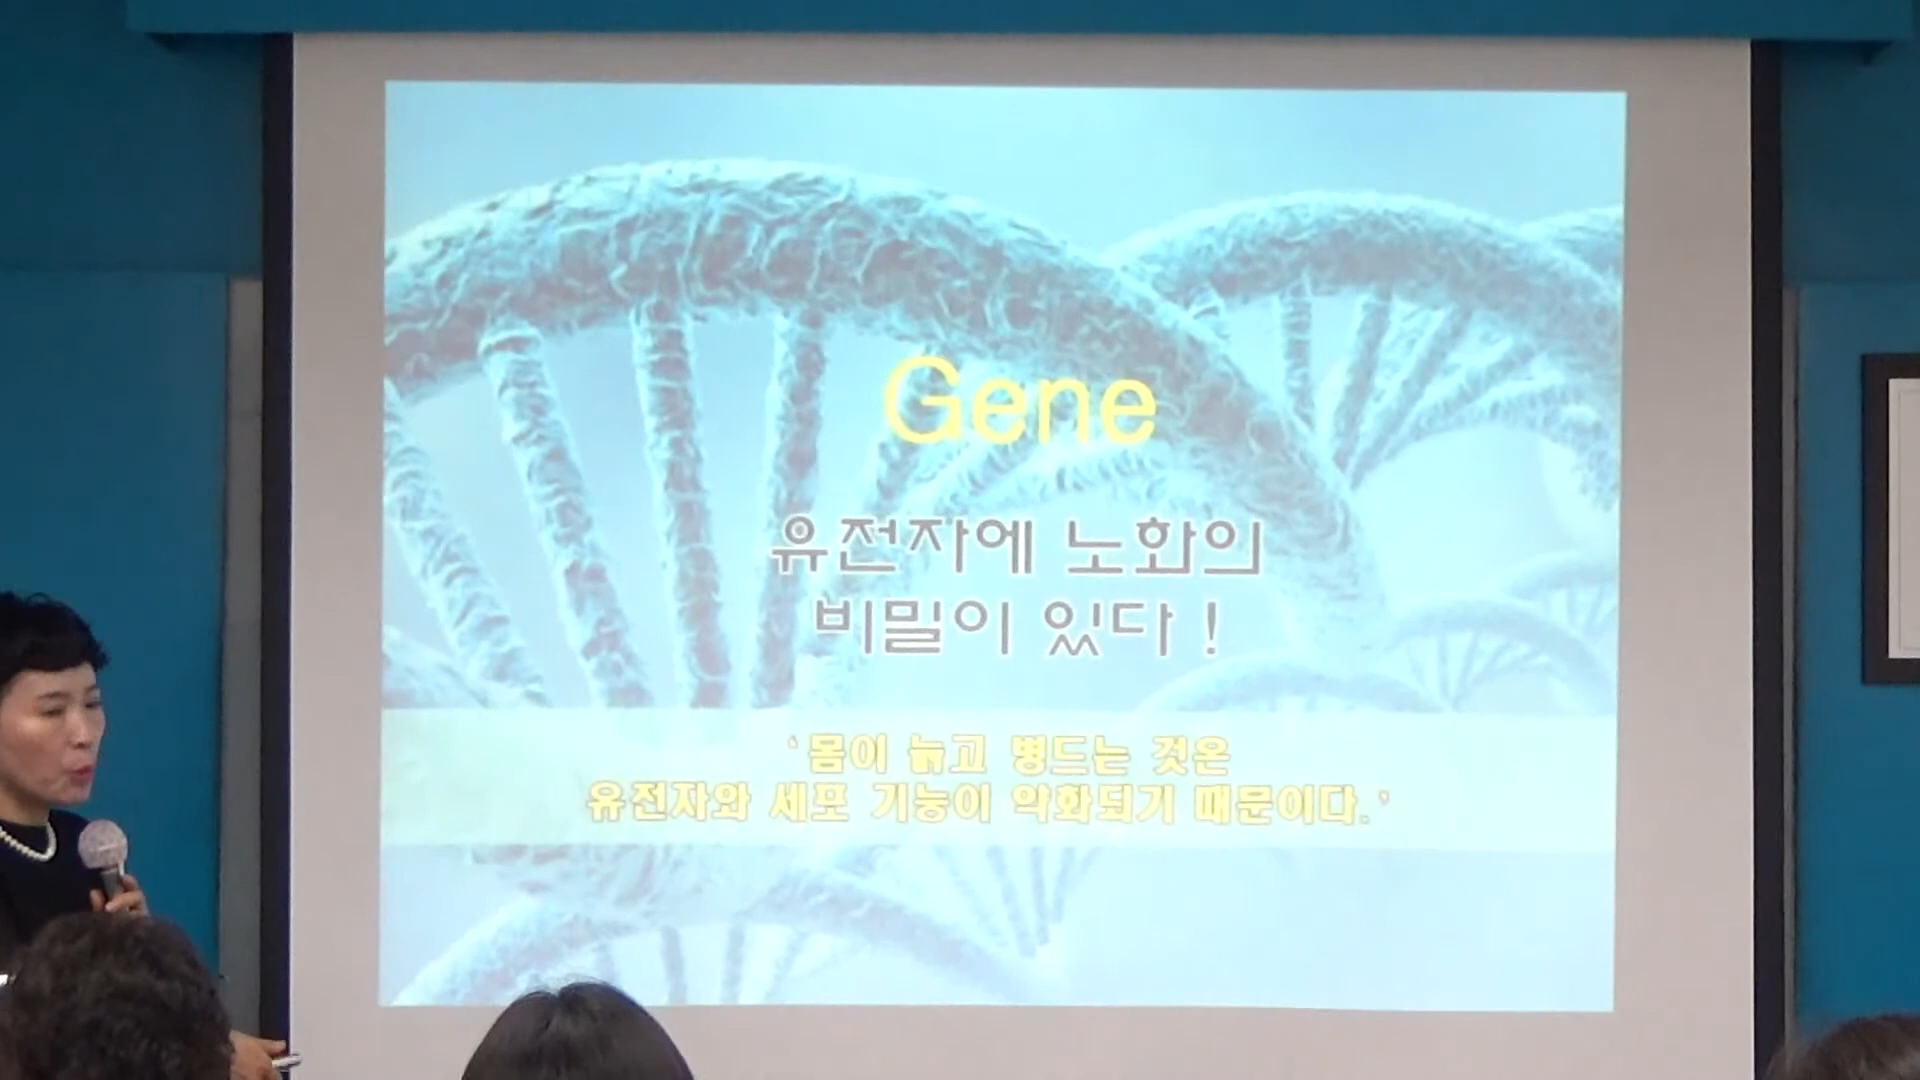 Gene
유전자에 노화의
비밀이 있다 !
‘몸이 늙고 병드는 것은
유전자와 세포 기능이 악화되기 때문이다.’